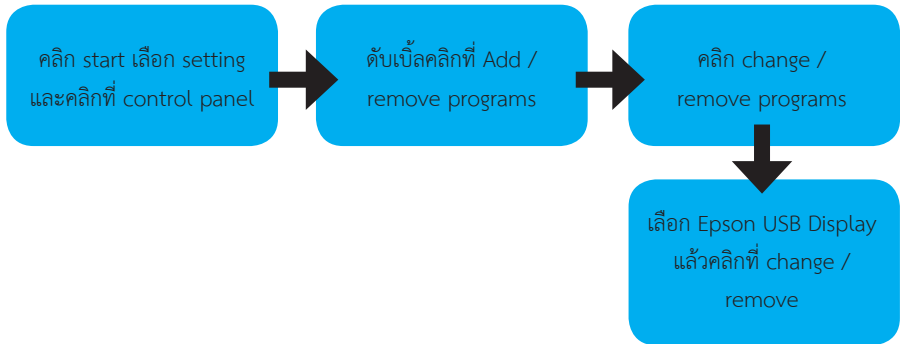 คลิก start เลือก setting
และคลิกที่ control panel
ดับเบิ้ลคลิกที่ Add /
remove programs
คลิก change /
remove programs
เลือก Epson USB Display
แล้วคลิกที่ change /
remove